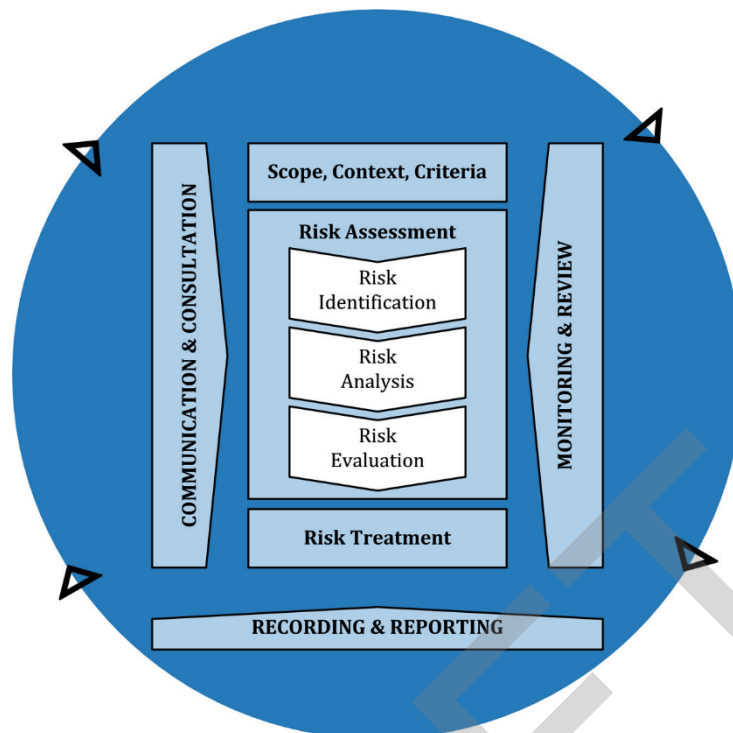 COMMUNICATION & CONSULTATION
Scope, Context, Criteria
Risk Assessment
Risk
Identification
Risk
Analysis
Risk
Evaluation
Risk Treatment
MONITORING & REVIEW
RECORDING & REPORTING